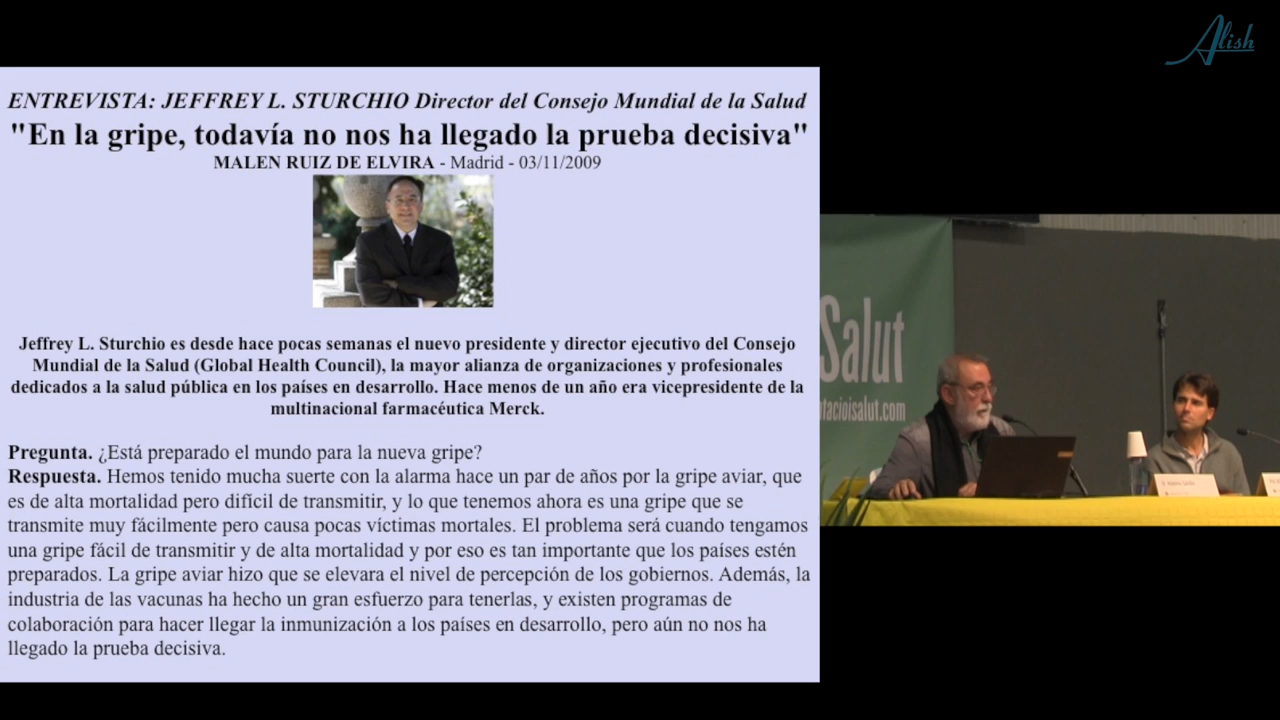 Alish
ENTREVISTA: JEFFREY L. STURCHIO Director del Consejo Mundial de la Salud
"En la gripe, todavía no nos ha llegado la prueba decisiva"
MALEN RUIZ DE ELVIRA - Madrid - 03/11/2009
Jeffrey L. Sturchio es desde hace pocas semanas el nuevo presidente y director ejecutivo del Consejo
Mundial de la Salud (Global Health Council), la mayor alianza de organizaciones y profesionales
dedicados a la salud pública en los países en desarrollo. Hace menos de un año era vicepresidente de la
multinacional farmacéutica Merck.
Pregunta. ¿Está preparado el mundo para la nueva gripe?
Respuesta. Hemos tenido mucha suerte con la alarma hace un par de años por la gripe aviar, que
es de alta mortalidad pero difícil de transmitir, y lo que tenemos ahora es una gripe que se
transmite muy fácilmente pero causa pocas víctimas mortales. El problema será cuando tengamos
una gripe fácil de transmitir y de alta mortalidad y por eso es tan importante que los países estén
preparados. La gripe aviar hizo que se elevara el nivel de percepción de los gobiernos. Además, la
industria de las vacunas ha hecho un gran esfuerzo para tenerlas, y existen programas de
colaboración para hacer llegar la inmunización a los países en desarrollo, pero aún no nos ha
llegado la prueba decisiva.
Salut
tacioisalut.com